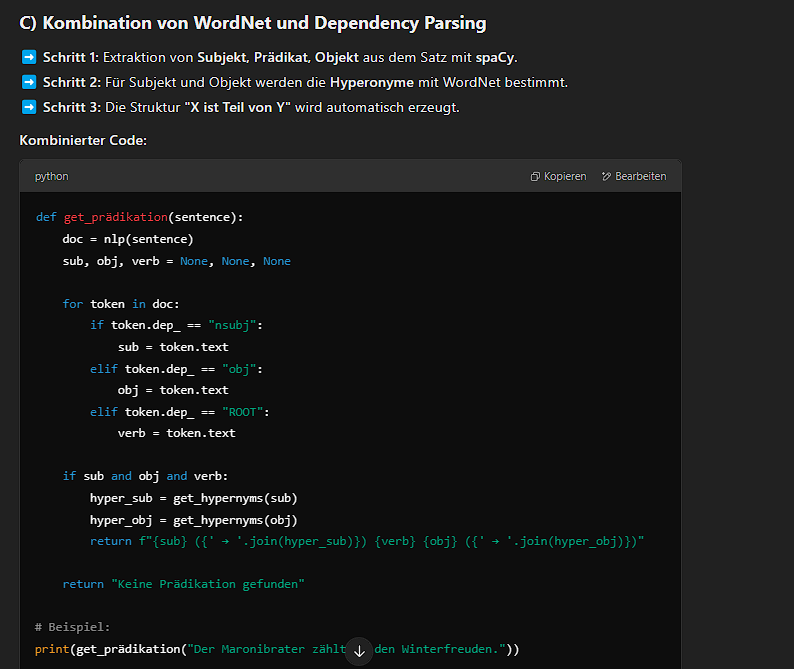 C) Kombination von WordNet und Dependency Parsing
➡ Schritt 1: Extraktion von Subjekt, Prädikat, Objekt aus dem Satz mit spaCy.
➡ Schritt 2: Für Subjekt und Objekt werden die Hyperonyme mit WordNet bestimmt.
➡ Schritt 3: Die Struktur "X ist Teil von Y" wird automatisch erzeugt.
Kombinierter Code:
python Kopieren Bearbeiten
def get_prädikation(sentence):
    doc = nlp(sentence)
    sub, obj, verb = None, None, None

    for token in doc:
        if token.dep_ == "nsubj":
            sub = token.text
        elif token.dep_ == "obj":
            obj = token.text
        elif token.dep_ == "ROOT":
            verb = token.text

    if sub and obj and verb:
        hyper_sub = get_hypernyms(sub)
        hyper_obj = get_hypernyms(obj)
        return f"{sub} ({' → '.join(hyper_sub)}) {verb} {obj} ({' → '.join(hyper_obj)})"

    return "Keine Prädikation gefunden"

# Beispiel:
print(get_prädikation("Der Maronibrater zählt den Winterfreuden."))